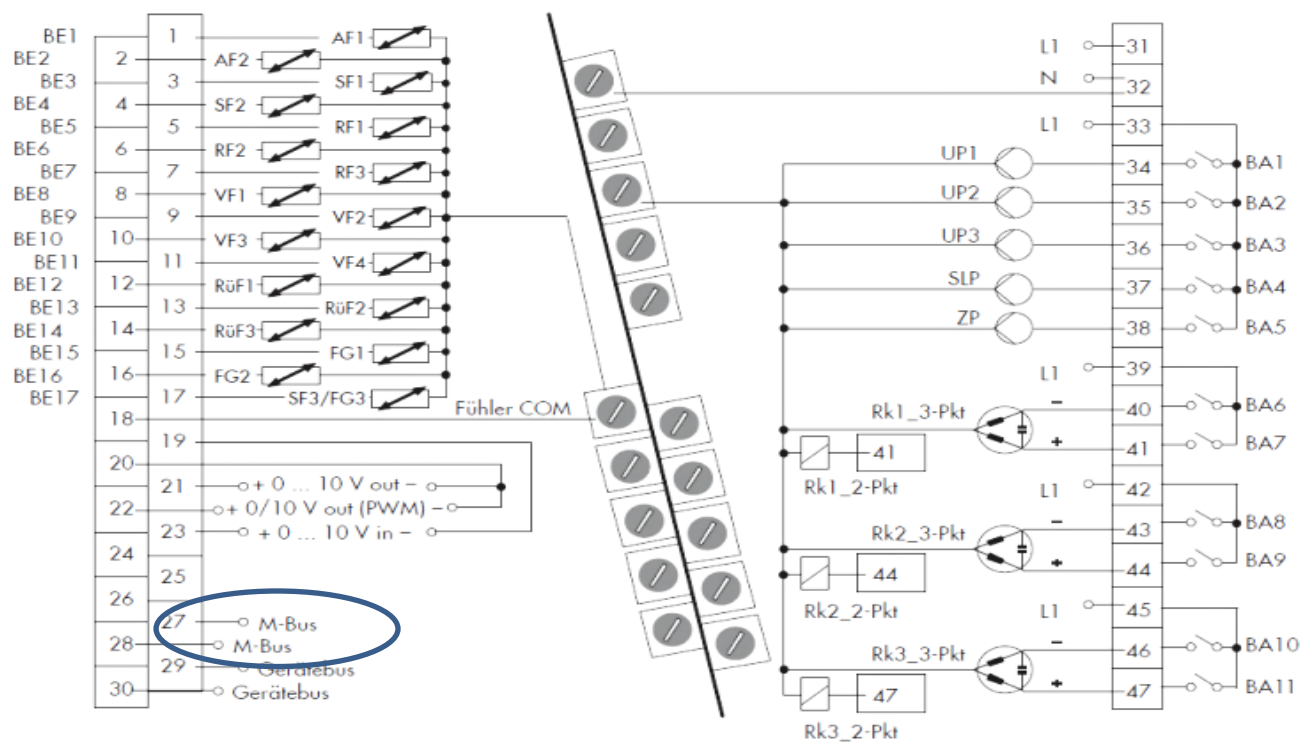 BE1 1 AF1
BE2 2 AF2
BE3 3 SF1
BE4 4 SF2
BE5 5 RF1
BE6 6 RF2
BE7 7 RF3
BE8 8 VF1
BE9 9 VF2
BE10 10 VF3
BE11 11 VF4
BE12 12 RüF1
BE13 13 RüF2
BE14 14 RüF3
BE15 15 FG1
BE16 16 FG2
BE17 17 SF3/FG3
18 Fühler COM
19
20
21 + 0 ... 10 V out –
22 + 0/10 V out (PWM) –
23 + 0 ... 10 V in –
24
25
26
27 M-Bus
28 M-Bus
29 Gerätebus
30 Gerätebus
L1 31
N 32
L1 33
UP1 34 BA1
UP2 35 BA2
UP3 36 BA3
SLP 37 BA4
ZP 38 BA5
L1 39
Rk1_3-Pkt – 40 BA6
41 + 41 BA7
Rk1_2-Pkt
L1 42
Rk2_3-Pkt – 43 BA8
44 + 44 BA9
Rk2_2-Pkt
L1 45
Rk3_3-Pkt – 46 BA10
47 + 47 BA11
Rk3_2-Pkt